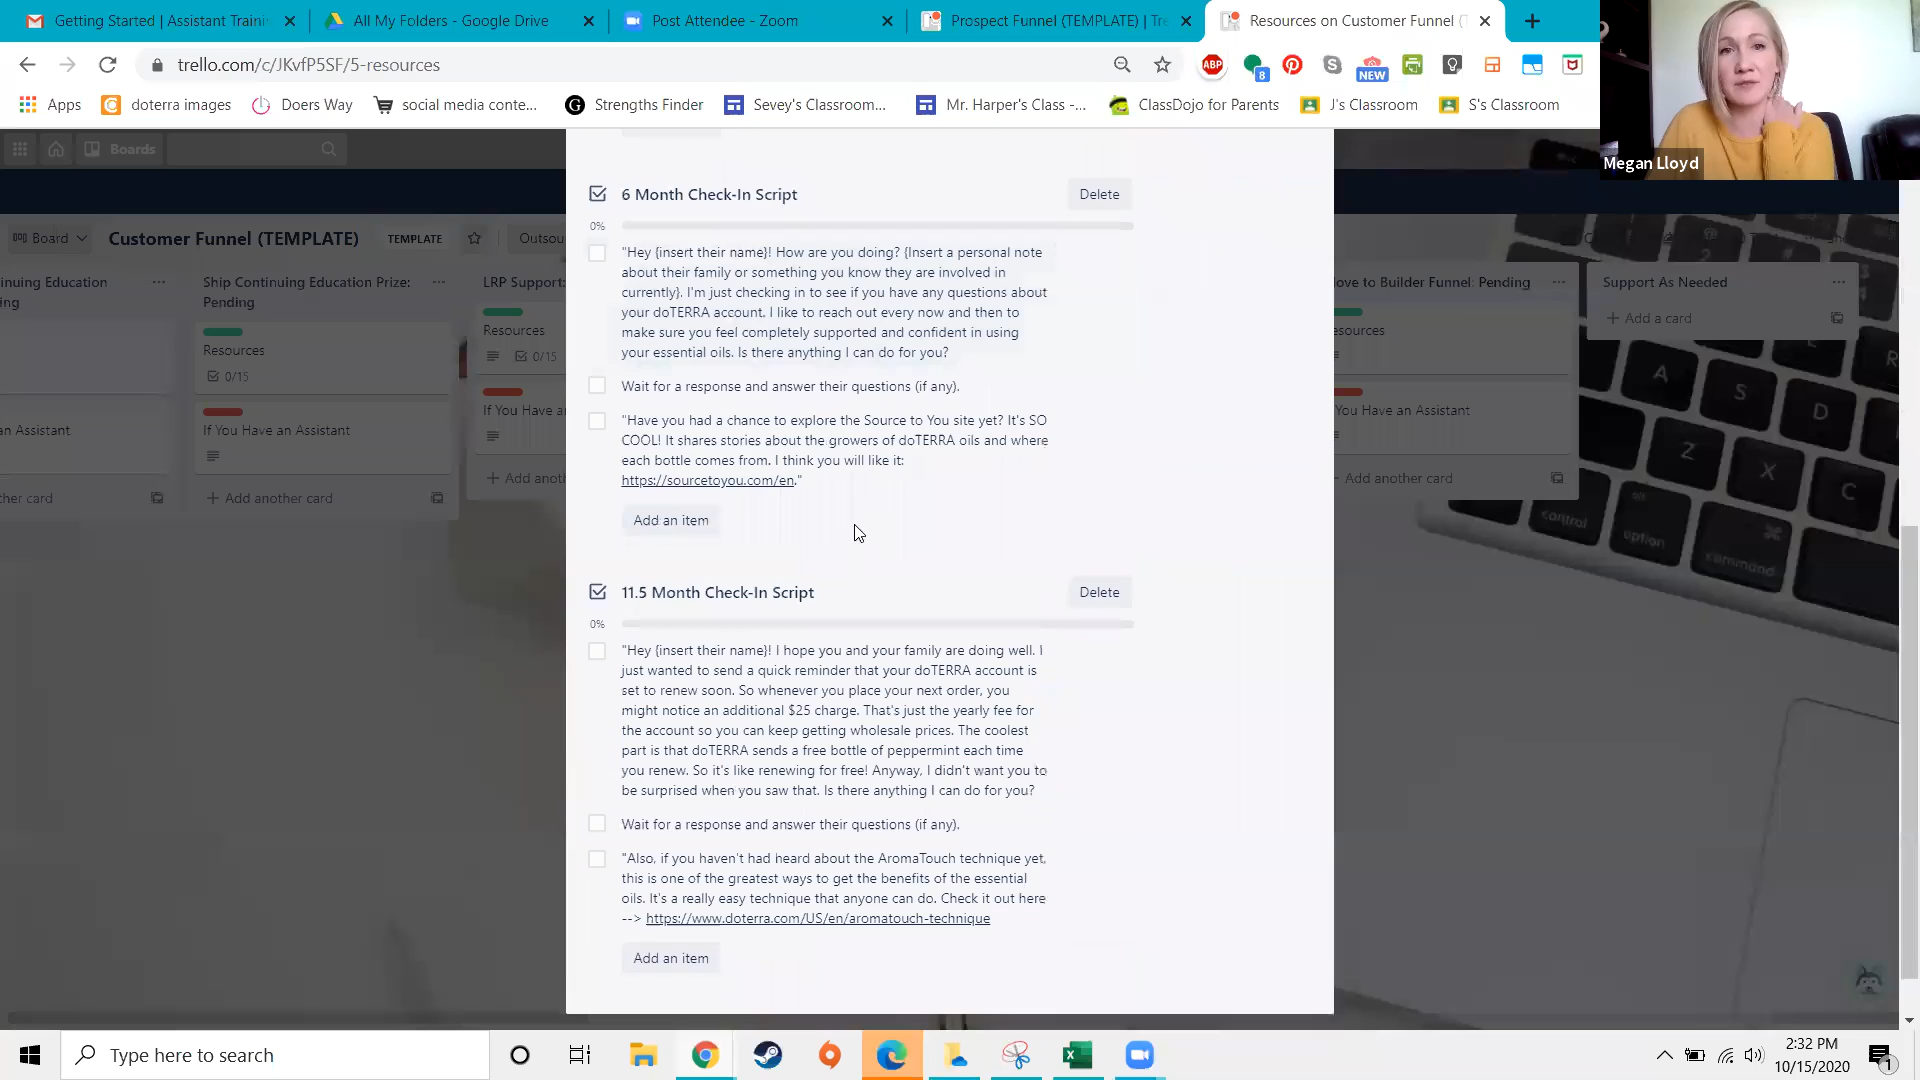 Getting Started | Assistant Traini
All My Folders - Google Drive
Post Attendee - Zoom
Prospect Funnel (TEMPLATE) | Tre
Resources on Customer Funnel (T
trello.com/c/JKvfP5SF/5-resources
ABP
8
NEW
Apps
doterra images
Doers Way
social media conte...
Strengths Finder
Sevey's Classroom...
Mr. Harper's Class -...
ClassDojo for Parents
J's Classroom
S's Classroom
Megan Lloyd
Boards
Board
Customer Funnel (TEMPLATE)
TEMPLATE
inuing Education
ing
an Assistant
her card
Ship Continuing Education Prize:
Pending
Resources
0/15
If You Have an Assistant
+ Add another card
LRP Support:
Resources
0/15
If You Have an
+ Add anoth
6 Month Check-In Script
Delete
0%
"Hey {insert their name}! How are you doing? {Insert a personal note
about their family or something you know they are involved in
currently}. I'm just checking in to see if you have any questions about
your doTERRA account. I like to reach out every now and then to
make sure you feel completely supported and confident in using
your essential oils. Is there anything I can do for you?
Wait for a response and answer their questions (if any).
"Have you had a chance to explore the Source to You site yet? It's SO
COOL! It shares stories about the growers of doTERRA oils and where
each bottle comes from. I think you will like it:
https://sourcetoyou.com/en."
Add an item
11.5 Month Check-In Script
Delete
0%
"Hey {insert their name}! I hope you and your family are doing well. I
just wanted to send a quick reminder that your doTERRA account is
set to renew soon. So whenever you place your next order, you
might notice an additional $25 charge. That's just the yearly fee for
the account so you can keep getting wholesale prices. The coolest
part is that doTERRA sends a free bottle of peppermint each time
you renew. So it's like renewing for free! Anyway, I didn't want you to
be surprised when you saw that. Is there anything I can do for you?
Wait for a response and answer their questions (if any).
"Also, if you haven't had heard about the AromaTouch technique yet,
this is one of the greatest ways to get the benefits of the essential
oils. It's a really easy technique that anyone can do. Check it out here
--> https://www.doterra.com/US/en/aromatouch-technique
Add an item
ove to Builder Funnel: Pending
esources
You Have an Assistant
Add another card
Support As Needed
+ Add a card
A
S
D
Z
X
C
control
option
command
Type here to search
2:32 PM
10/15/2020
1